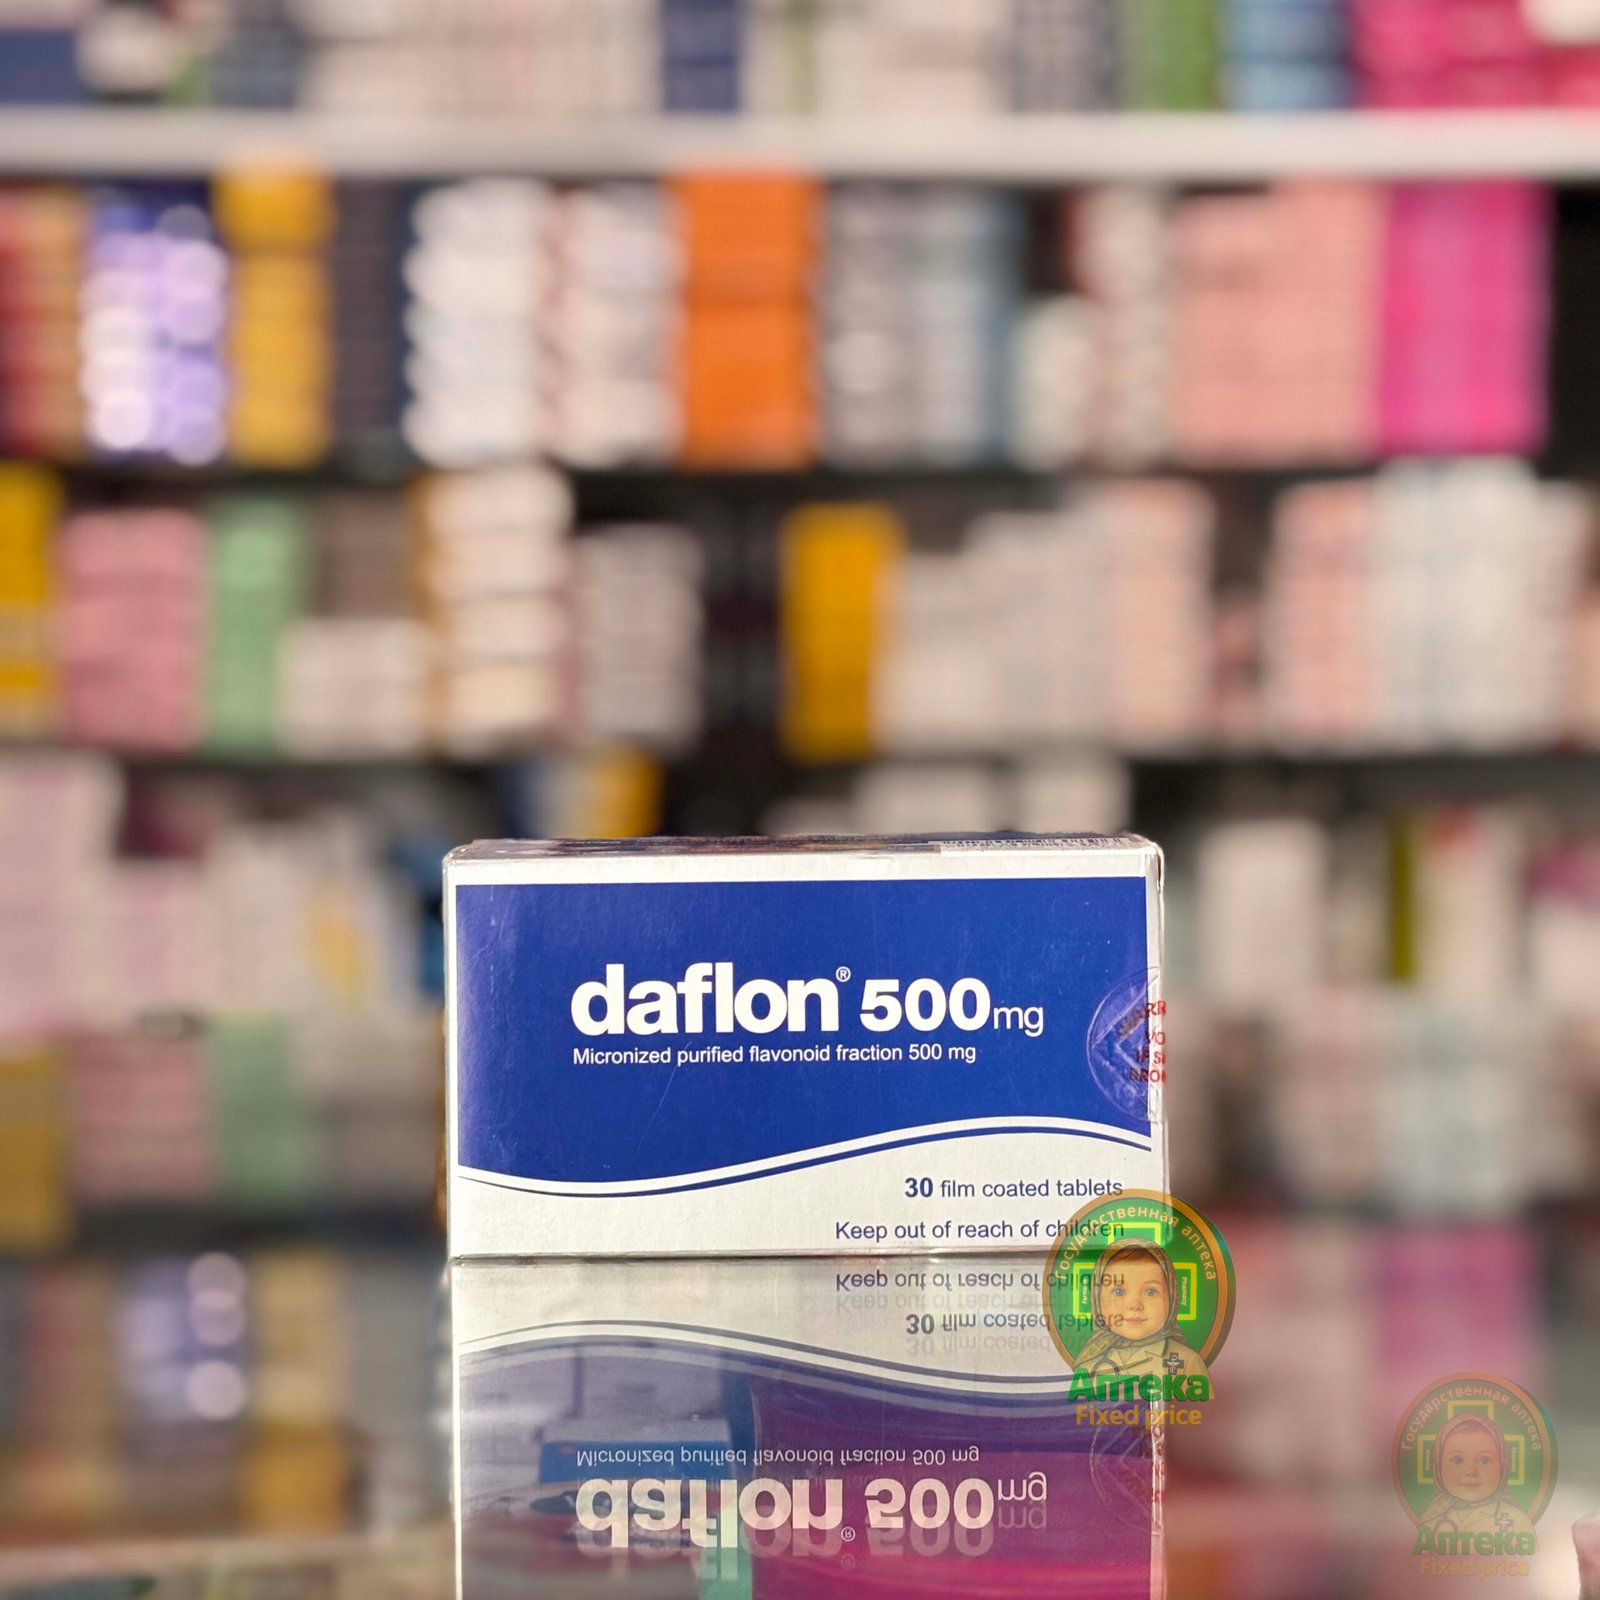 daflon® 500mg
Micronized purified flavonoid fraction 500 mg
30 film coated tablets
Keep out of reach of children
Государственная аптека
Аптека
Fixed price
Государственная аптека
Аптека
Fixed price